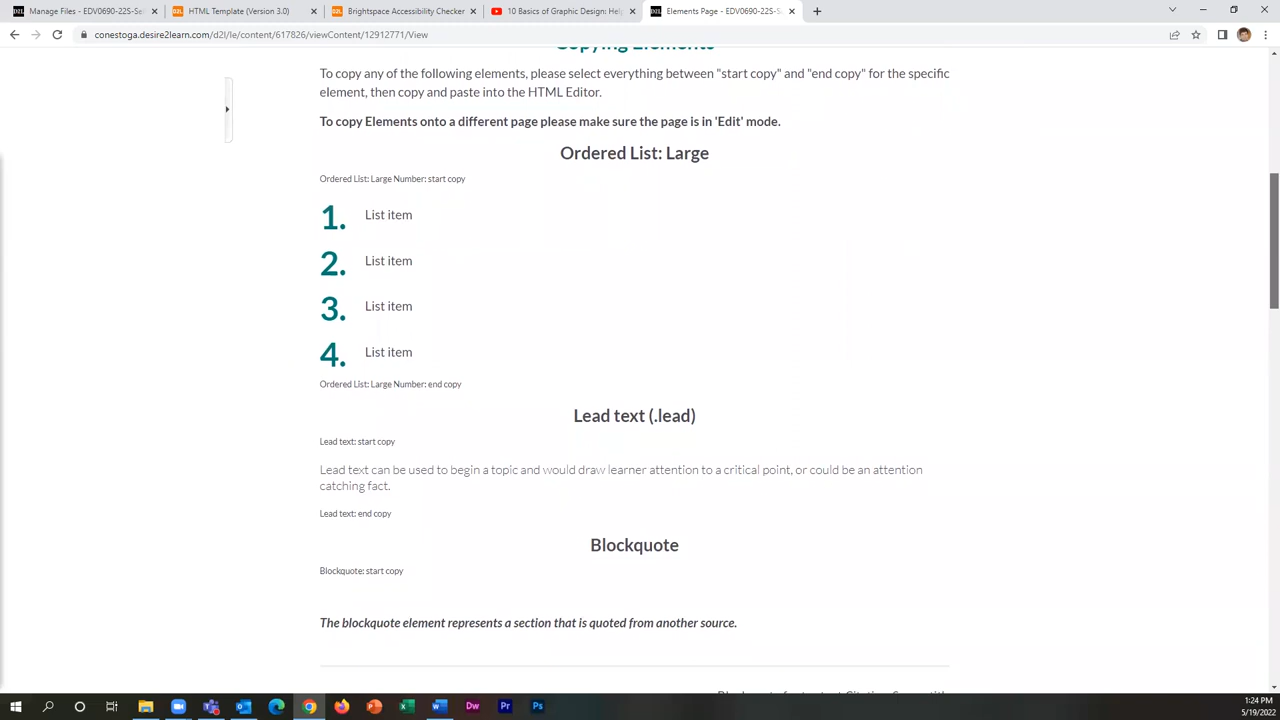 Manage Files - EDV0690-22S-Se
HTML Template (Version 3.0)
Brightspace Accessibility Checker
10 Basics of Graphic Design: Hel
Elements Page - EDV0690-22S-S
conestoga.desire2learn.com/d2l/le/content/617826/viewContent/12912771/View
Copying Elements
To copy any of the following elements, please select everything between "start copy" and "end copy" for the specific
element, then copy and paste into the HTML Editor.
To copy Elements onto a different page please make sure the page is in 'Edit' mode.
Ordered List: Large
Ordered List: Large Number: start copy
1. List item
2. List item
3. List item
4. List item
Ordered List: Large Number: end copy
Lead text (.lead)
Lead text: start copy
Lead text can be used to begin a topic and would draw learner attention to a critical point, or could be an attention
catching fact.
Lead text: end copy
Blockquote
Blockquote: start copy
The blockquote element represents a section that is quoted from another source.
1:24 PM
5/19/2022